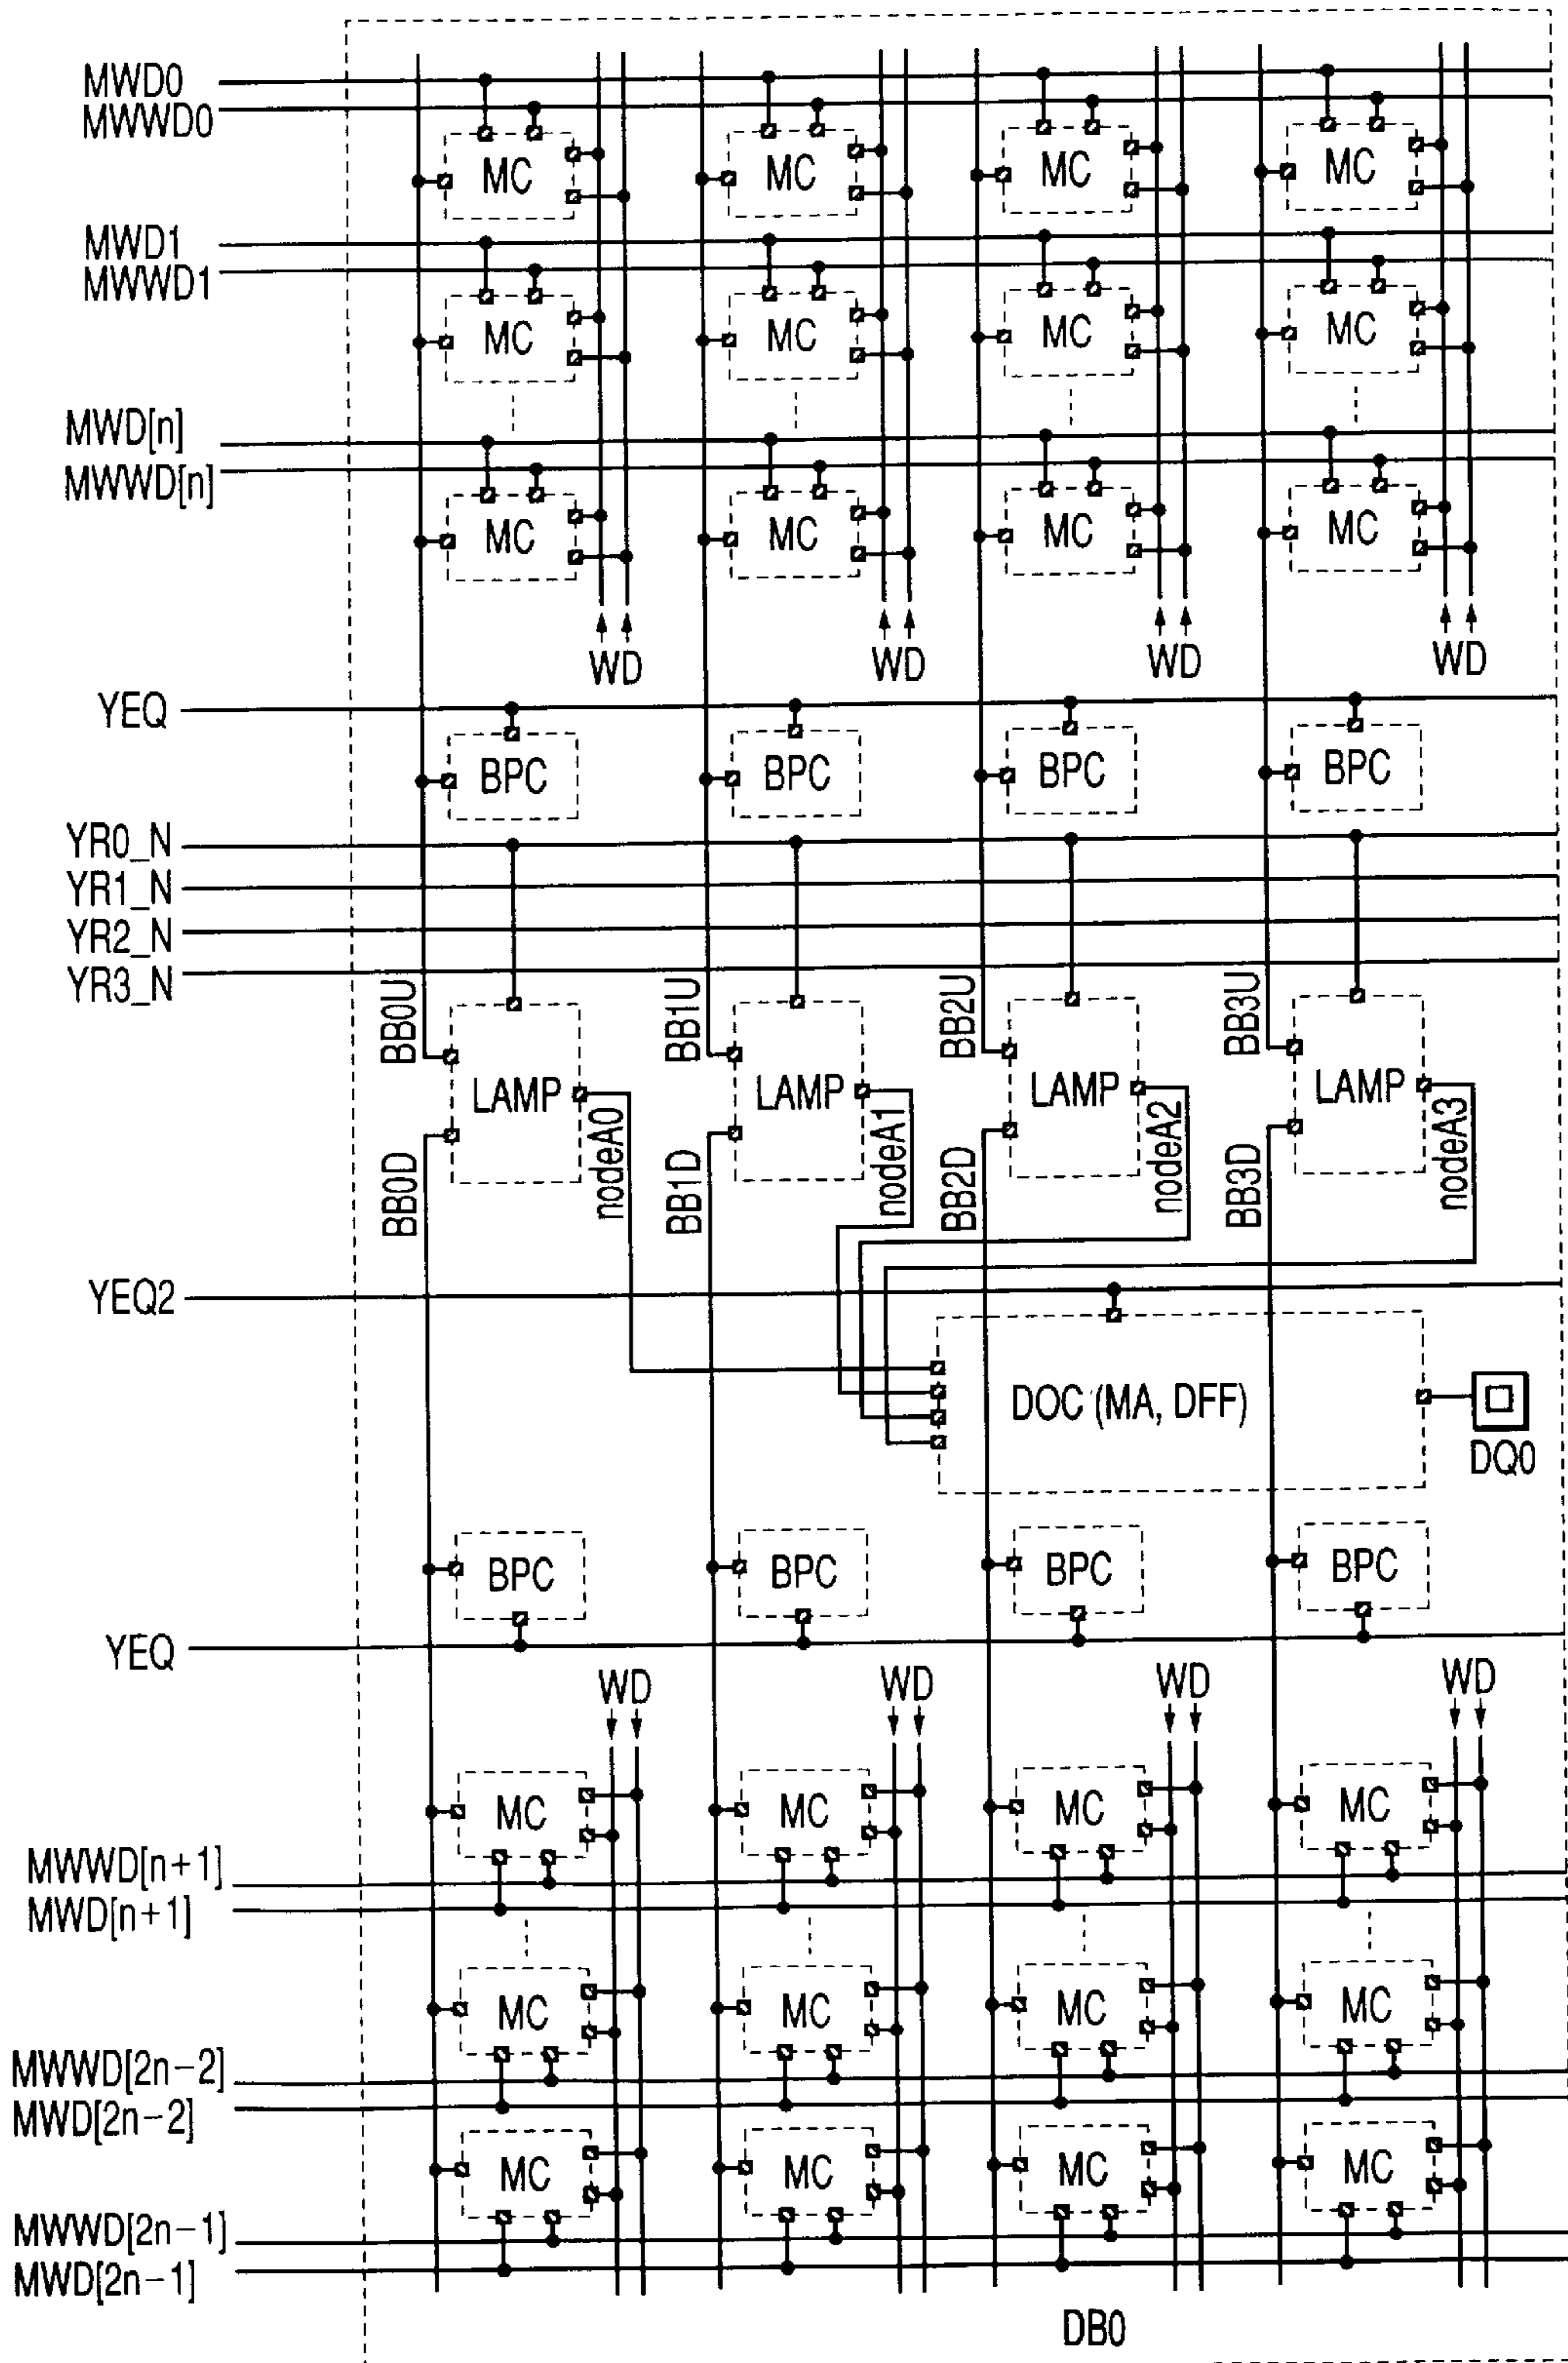 MWD0
MWWD0
MC MC MC MC
MWD1
MWWD1
MC MC MC MC
MWD[n]
MWWD[n]
MC MC MC MC
WD WD WD WD
YEQ
BPC BPC BPC BPC
YR0_N
YR1_N
YR2_N
YR3_N
BB0U BB1U BB2U BB3U
LAMP LAMP LAMP LAMP
BB0D nodeA0 BB1D nodeA1 BB2D nodeA2 BB3D nodeA3
YEQ2
DOC (MA, DFF)
DQ0
BPC BPC BPC BPC
YEQ
WD WD WD WD
MC MC MC MC
MWWD[n+1]
MWD[n+1]
MC MC MC MC
MWWD[2n-2]
MWD[2n-2]
MC MC MC MC
MWWD[2n-1]
MWD[2n-1]
DB0